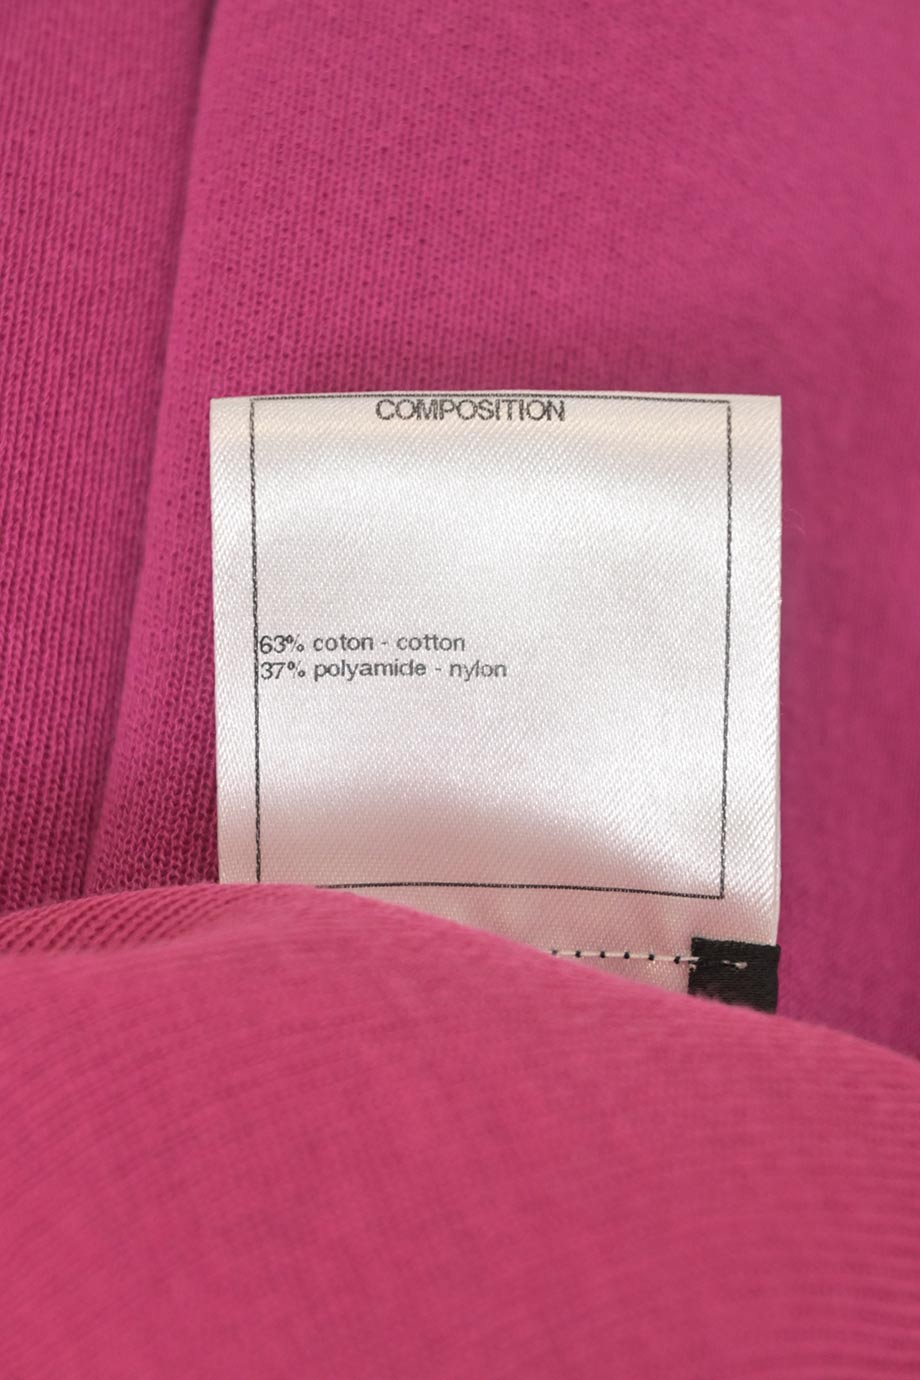 COMPOSITION
63% coton - cotton
37% polyamide - nylon